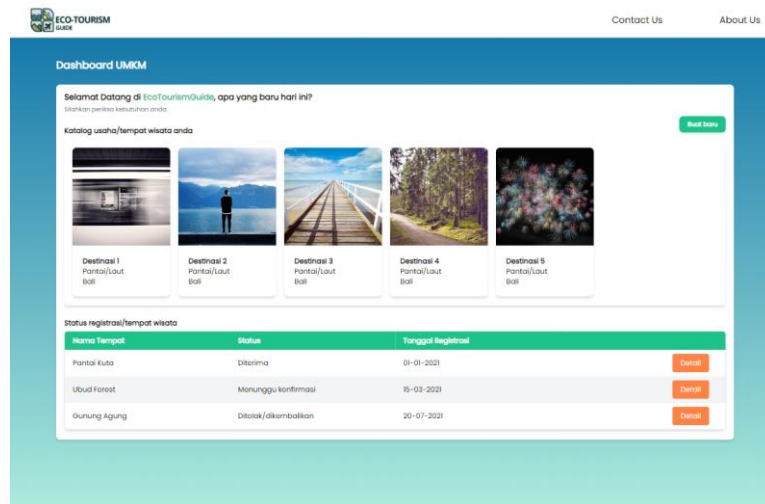 ECO-TOURISM
GUIDE
Contact Us About Us
Dashboard UMKM
Selamat Datang di EcoTourismGuide, apa yang baru hari ini?
Silahkan periksa kebutuhan anda
Katalog usaha/tempat wisata anda
Buat baru
Destinasi 1 Destinasi 2 Destinasi 3 Destinasi 4 Destinasi 5
Pantai/Laut Pantai/Laut Pantai/Laut Pantai/Laut Pantai/Laut
Bali Bali Bali Bali Bali
Status registrasi/tempat wisata
Nama Tempat Status Tanggal Registrasi
Pantai Kuta Diterima 01-01-2021 Detail
Ubud Forest Menunggu konfirmasi 15-03-2021 Detail
Gunung Agung Ditolak/dikembalikan 20-07-2021 Detail